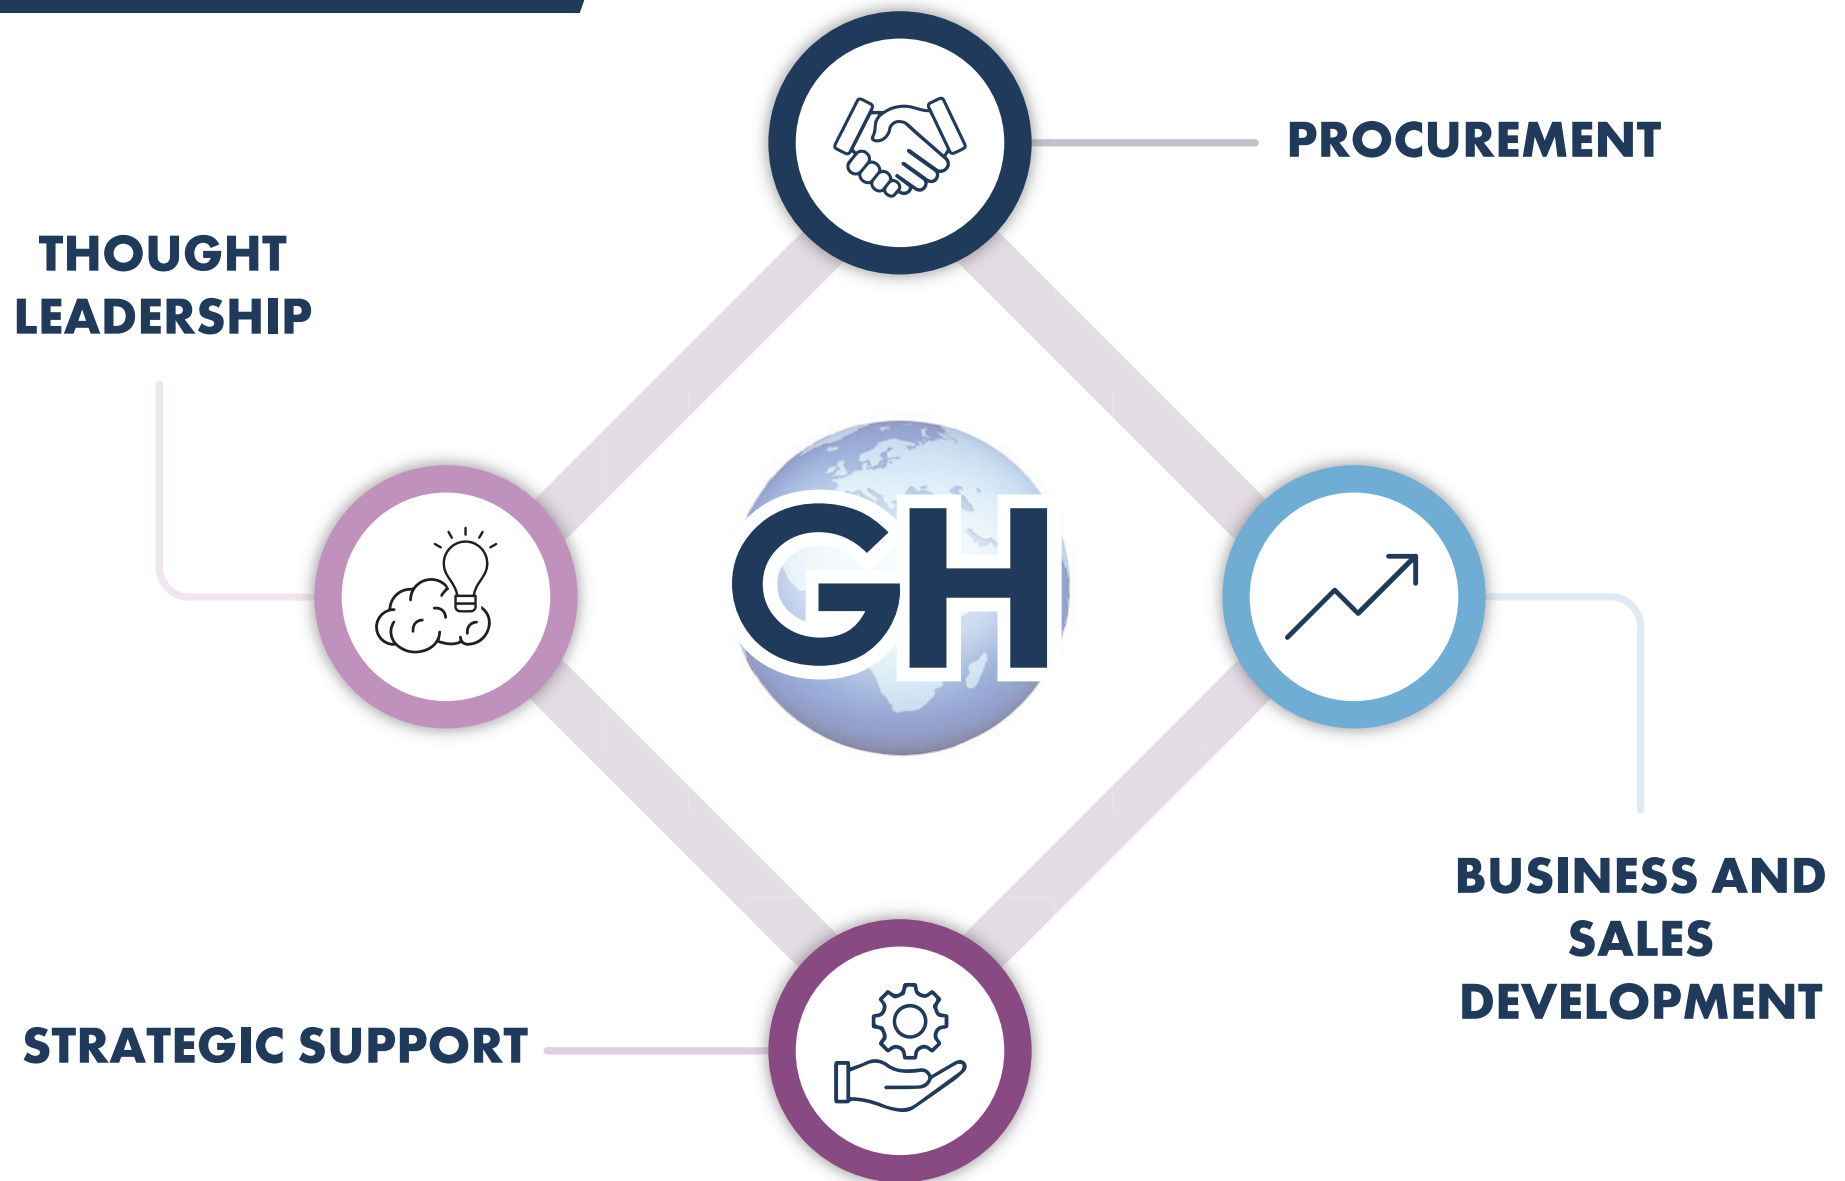 PROCUREMENT
THOUGHT
LEADERSHIP
GH
BUSINESS AND
SALES
DEVELOPMENT
STRATEGIC SUPPORT